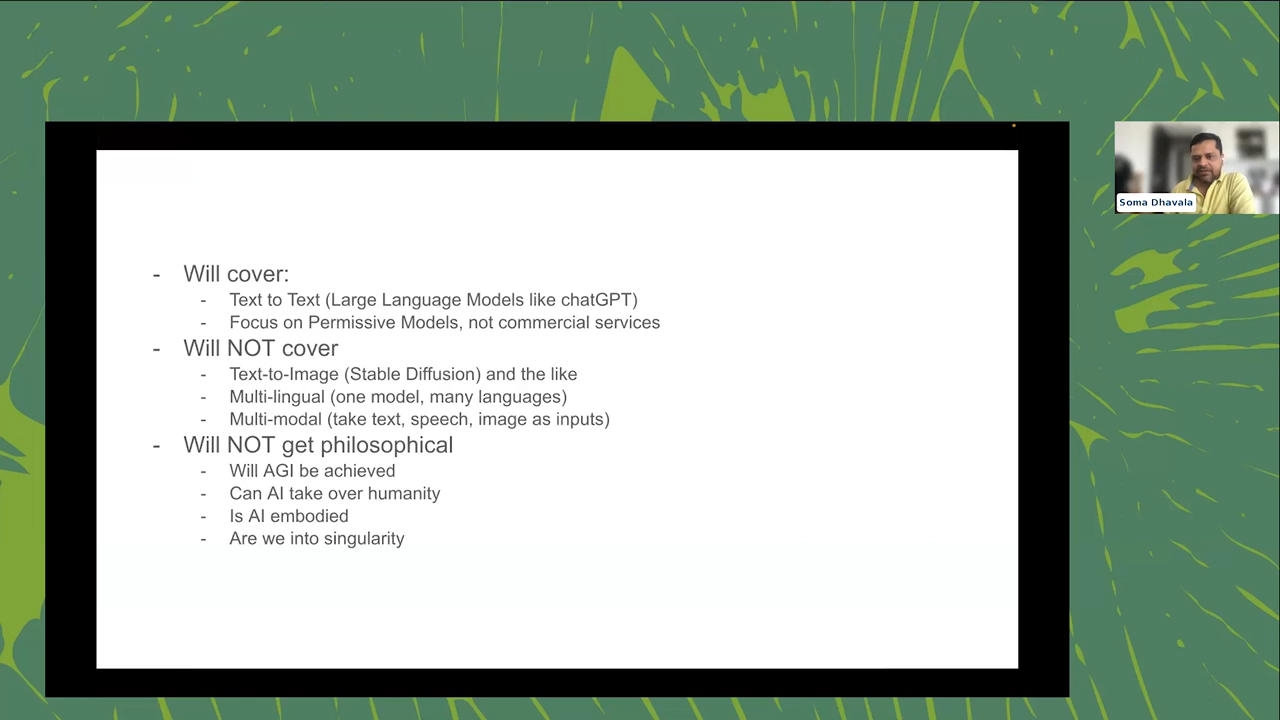 - Will cover:
- Text to Text (Large Language Models like chatGPT)
- Focus on Permissive Models, not commercial services
- Will NOT cover
- Text-to-Image (Stable Diffusion) and the like
- Multi-lingual (one model, many languages)
- Multi-modal (take text, speech, image as inputs)
- Will NOT get philosophical
- Will AGI be achieved
- Can AI take over humanity
- Is AI embodied
- Are we into singularity
Soma Dhavala